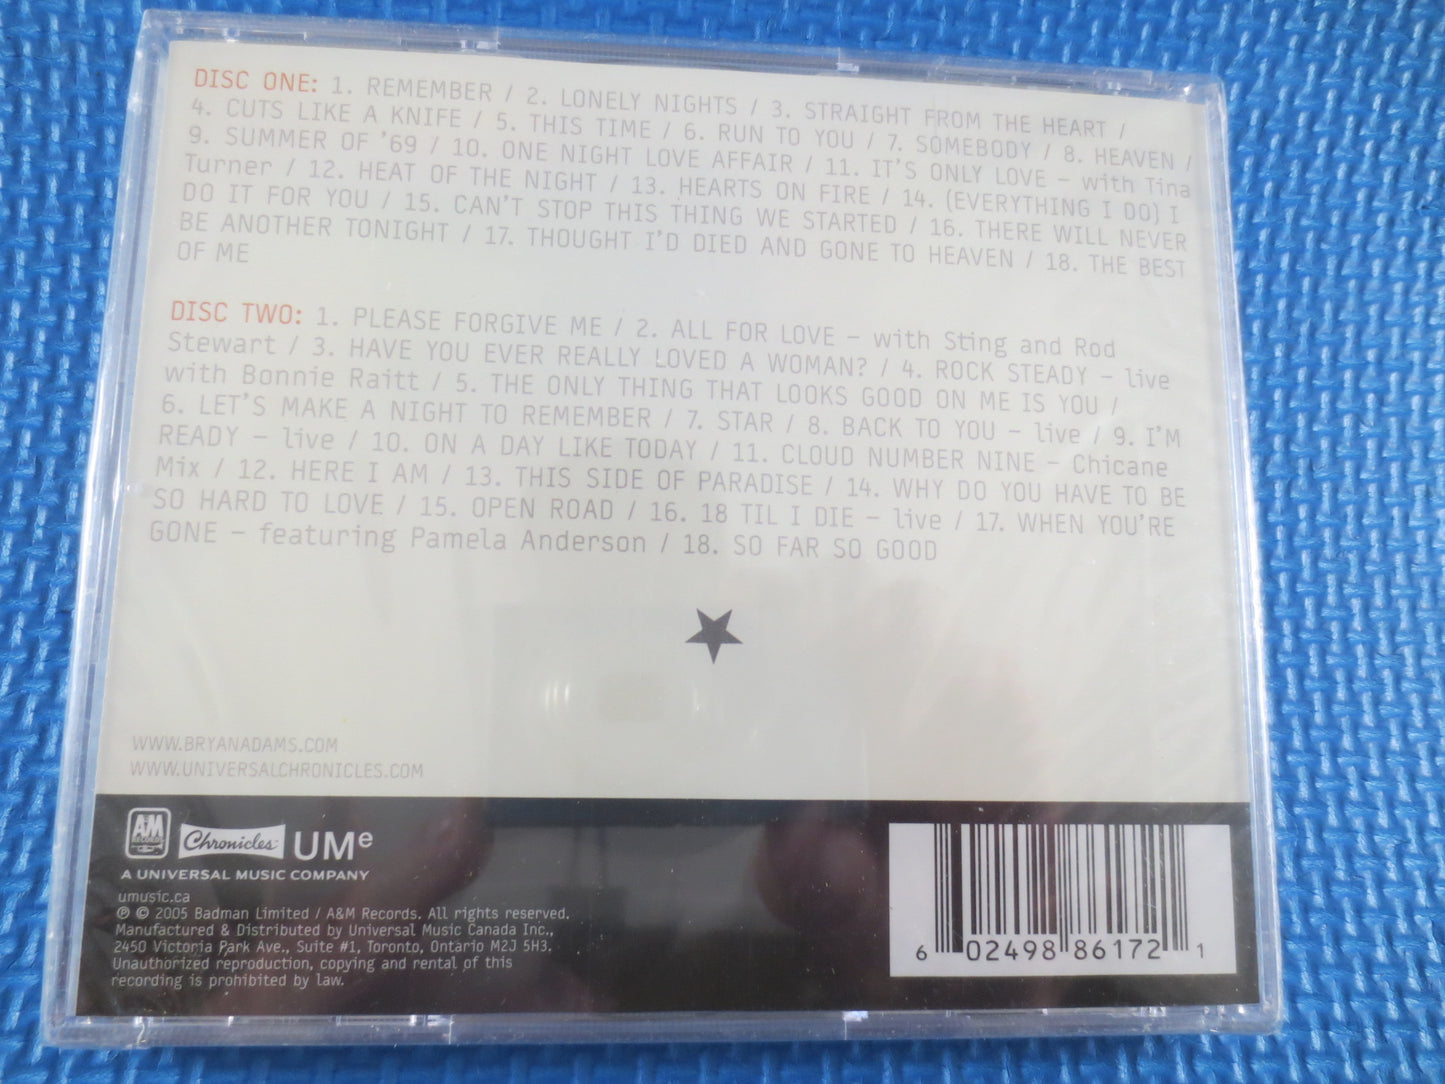 DISC ONE: 1. REMEMBER / 2. LONELY NIGHTS / 3. STRAIGHT FROM THE HEART /
4. CUTS LIKE A KNIFE / 5. THIS TIME / 6. RUN TO YOU / 7. SOMEBODY / 8. HEAVEN /
9. SUMMER OF '69 / 10. ONE NIGHT LOVE AFFAIR / 11. IT'S ONLY LOVE – with Tina
Turner / 12. HEAT OF THE NIGHT / 13. HEARTS ON FIRE / 14. (EVERYTHING I DO) I
DO IT FOR YOU / 15. CAN'T STOP THIS THING WE STARTED / 16. THERE WILL NEVER
BE ANOTHER TONIGHT / 17. THOUGHT I'D DIED AND GONE TO HEAVEN / 18. THE BEST
OF ME
DISC TWO: 1. PLEASE FORGIVE ME / 2. ALL FOR LOVE – with Sting and Rod
Stewart / 3. HAVE YOU EVER REALLY LOVED A WOMAN? / 4. ROCK STEADY – live
with Bonnie Raitt / 5. THE ONLY THING THAT LOOKS GOOD ON ME IS YOU /
6. LET'S MAKE A NIGHT TO REMEMBER / 7. STAR / 8. BACK TO YOU – live / 9. I'M
READY – live / 10. ON A DAY LIKE TODAY / 11. CLOUD NUMBER NINE – Chicane
Mix / 12. HERE I AM / 13. THIS SIDE OF PARADISE / 14. WHY DO YOU HAVE TO BE
SO HARD TO LOVE / 15. OPEN ROAD / 16. 18 TIL I DIE – live / 17. WHEN YOU'RE
GONE – featuring Pamela Anderson / 18. SO FAR SO GOOD
WWW.BRYANADAMS.COM
WWW.UNIVERSALCHRONICLES.COM
A&M RECORDS Chronicles UMe
A UNIVERSAL MUSIC COMPANY
umusic.ca
℗ © 2005 Badman Limited / A&M Records. All rights reserved.
Manufactured & Distributed by Universal Music Canada Inc.,
2450 Victoria Park Ave., Suite #1, Toronto, Ontario M2J 5H3.
Unauthorized reproduction, copying and rental of this
recording is prohibited by law.
6 02498 86172 1